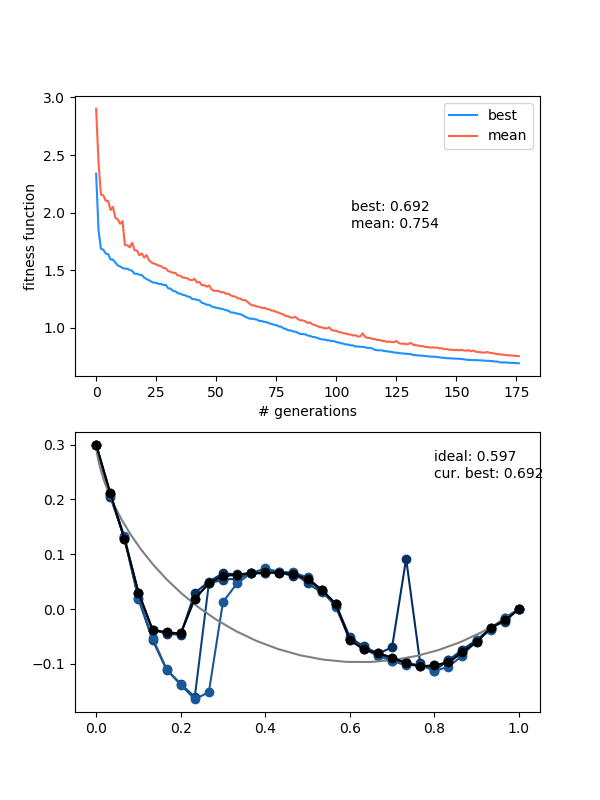 3.0
2.5
2.0
1.5
1.0
fitness function
best
mean
best: 0.692
mean: 0.754
0 25 50 75 100 125 150 175
# generations
0.3
0.2
0.1
0.0
−0.1
ideal: 0.597
cur. best: 0.692
0.0 0.2 0.4 0.6 0.8 1.0